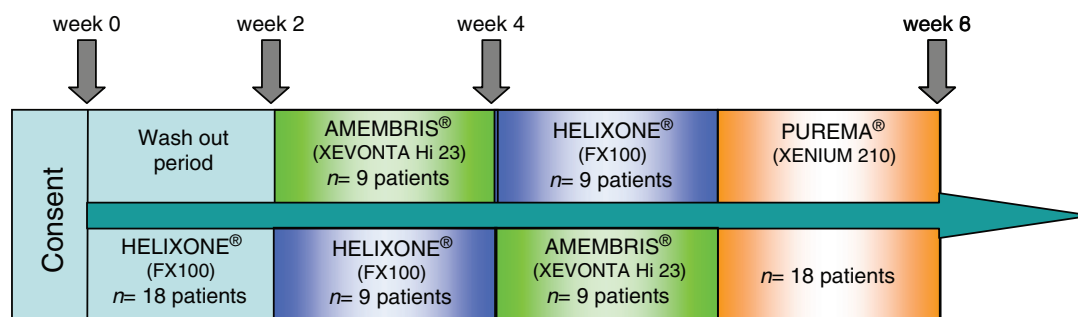 week 0
week 2
week 4
week
Consent
Wash out
period
AMEMBRIS®
(XEVONTA Hi 23)
n= 9 patients
HELIXONE®
(FX100)
n= 9 patients
PUREMA®
(XENIUM 210)
HELIXONE®
(FX100)
n= 18 patients
HELIXONE®
(FX100)
n= 9 patients
AMEMBRIS®
(XEVONTA Hi 23)
n= 9 patients
n= 18 patients